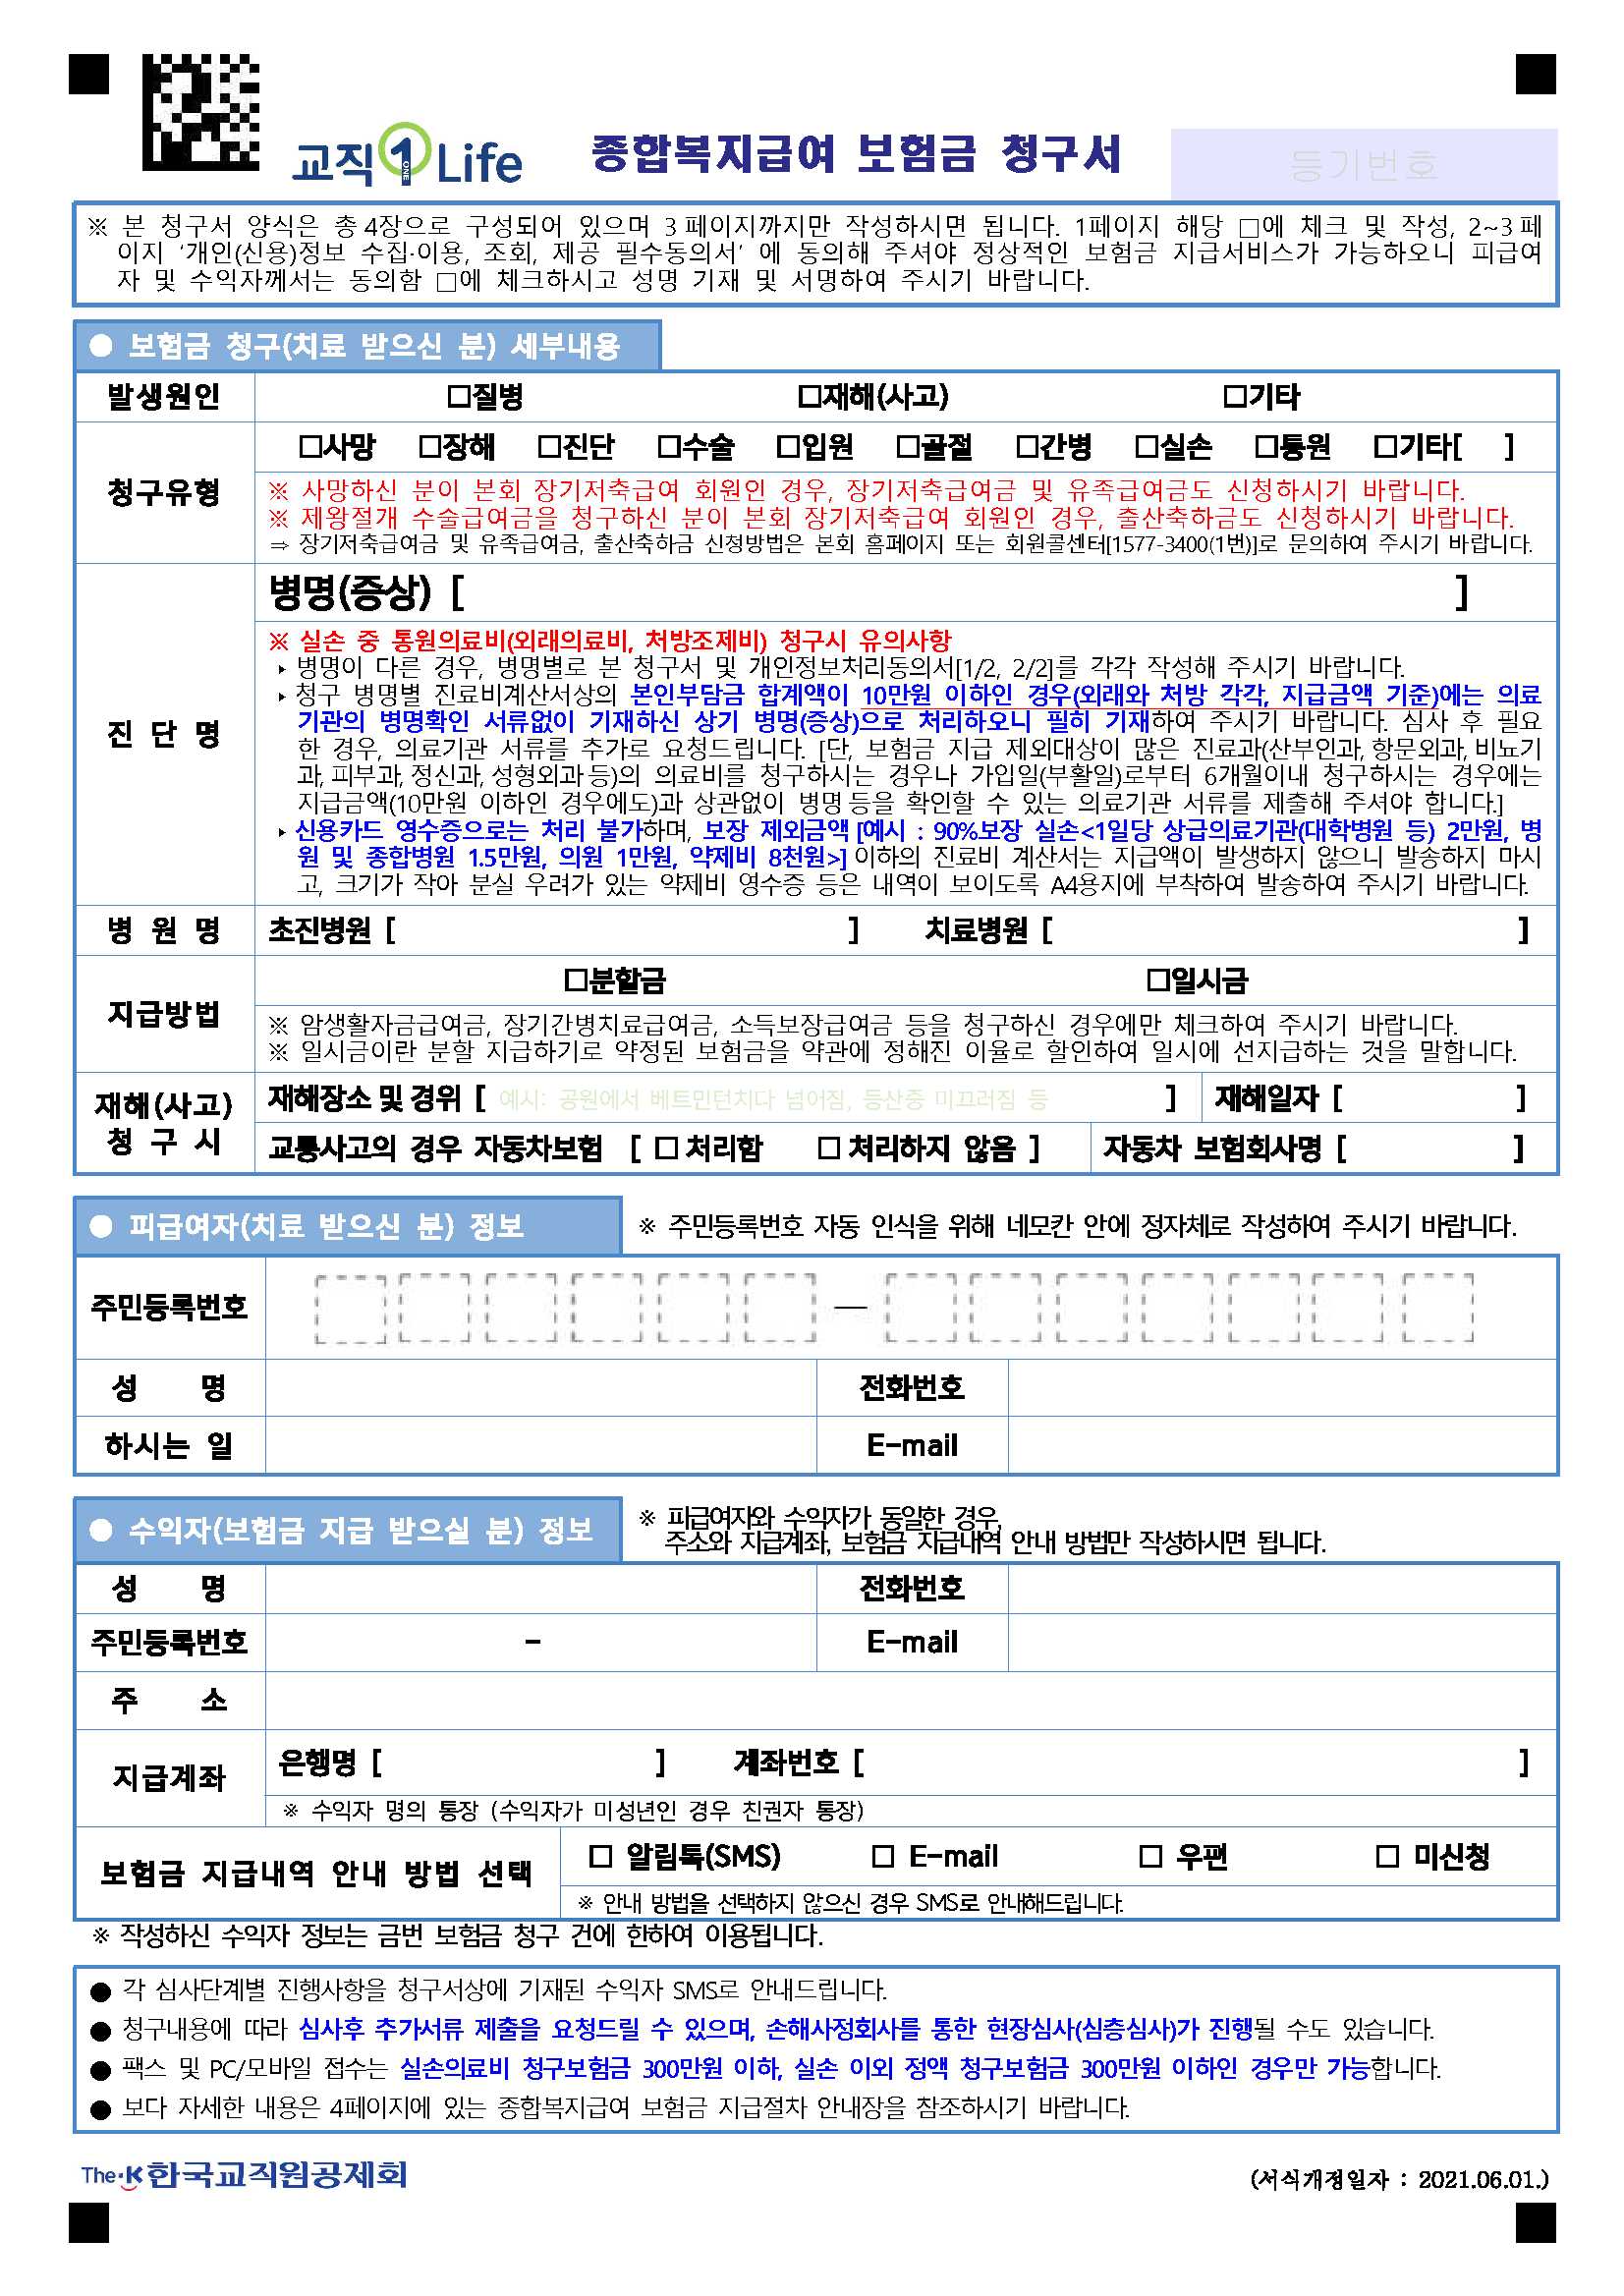 교직1Life
ONE
종합복지급여 보험금 청구서
등기번호
※ 본 청구서 양식은 총 4장으로 구성되어 있으며 3 페이지까지만 작성하시면 됩니다. 1페이지 해당 □에 체크 및 작성, 2~3 페
이지 ‘개인(신용)정보 수집·이용, 조회, 제공 필수동의서’ 에 동의해 주셔야 정상적인 보험금 지급서비스가 가능하오니 피급여
자 및 수익자께서는 동의함 □에 체크하시고 성명 기재 및 서명하여 주시기 바랍니다.
● 보험금 청구(치료 받으신 분) 세부내용
발생원인 □질병 □재해(사고) □기타
청구유형 □사망 □장해 □진단 □수술 □입원 □골절 □간병 □실손 □통원 □기타[ ]
※ 사망하신 분이 본회 장기저축급여 회원인 경우, 장기저축급여금 및 유족급여금도 신청하시기 바랍니다.
※ 제왕절개 수술급여금을 청구하신 분이 본회 장기저축급여 회원인 경우, 출산축하금도 신청하시기 바랍니다.
⇒ 장기저축급여금 및 유족급여금, 출산축하금 신청방법은 본회 홈페이지 또는 회원콜센터[1577-3400(1번)]로 문의하여 주시기 바랍니다.
진 단 명 병명(증상) [ ]
※ 실손 중 통원의료비(외래의료비, 처방조제비) 청구시 유의사항
▸ 병명이 다른 경우, 병명별로 본 청구서 및 개인정보처리동의서[1/2, 2/2]를 각각 작성해 주시기 바랍니다.
▸ 청구 병명별 진료비계산서상의 본인부담금 합계액이 10만원 이하인 경우(외래와 처방 각각, 지급금액 기준)에는 의료
기관의 병명확인 서류없이 기재하신 상기 병명(증상)으로 처리하오니 필히 기재하여 주시기 바랍니다. 심사 후 필요
한 경우, 의료기관 서류를 추가로 요청드립니다. [단, 보험금 지급 제외대상이 많은 진료과(산부인과, 항문외과, 비뇨기
과, 피부과, 정신과, 성형외과 등)의 의료비를 청구하시는 경우나 가입일(부활일)로부터 6개월이내 청구하시는 경우에는
지급금액(10만원 이하인 경우에도)과 상관없이 병명 등을 확인할 수 있는 의료기관 서류를 제출해 주셔야 합니다.]
▸ 신용카드 영수증으로는 처리 불가하며, 보장 제외금액 [예시 : 90%보장 실손<1일당 상급의료기관(대학병원 등) 2만원, 병
원 및 종합병원 1.5만원, 의원 1만원, 약제비 8천원>] 이하의 진료비 계산서는 지급액이 발생하지 않으니 발송하지 마시
고, 크기가 작아 분실 우려가 있는 약제비 영수증 등은 내역이 보이도록 A4용지에 부착하여 발송하여 주시기 바랍니다.
병 원 명 초진병원 [ ] 치료병원 [ ]
지급방법 □분할금 □일시금
※ 암생활자금급여금, 장기간병치료급여금, 소득보장급여금 등을 청구하신 경우에만 체크하여 주시기 바랍니다.
※ 일시금이란 분할 지급하기로 약정된 보험금을 약관에 정해진 이율로 할인하여 일시에 선지급하는 것을 말합니다.
재해(사고)
청 구 시
재해장소 및 경위 [ 예시: 공원에서 베트민턴치다 넘어짐, 등산중 미끄러짐 등 ] 재해일자 [ ]
교통사고의 경우 자동차보험 [ □ 처리함 □ 처리하지 않음 ] 자동차 보험회사명 [ ]
● 피급여자(치료 받으신 분) 정보 ※ 주민등록번호 자동 인식을 위해 네모칸 안에 정자체로 작성하여 주시기 바랍니다.
주민등록번호 —
성 명 전화번호
하시는 일 E-mail
● 수익자(보험금 지급 받으실 분) 정보
※ 피급여자와 수익자가 동일한 경우,
주소와 지급계좌, 보험금 지급내역 안내 방법만 작성하시면 됩니다.
성 명 전화번호
주민등록번호 - E-mail
주 소
지급계좌 은행명 [ ] 계좌번호 [ ]
※ 수익자 명의 통장 (수익자가 미성년인 경우 친권자 통장)
보험금 지급내역 안내 방법 선택 □ 알림톡(SMS) □ E-mail □ 우편 □ 미신청
※ 안내 방법을 선택하지 않으신 경우 SMS로 안내해드립니다.
※ 작성하신 수익자 정보는 금번 보험금 청구 건에 한하여 이용됩니다.
● 각 심사단계별 진행사항을 청구서상에 기재된 수익자 SMS로 안내드립니다.
● 청구내용에 따라 심사후 추가서류 제출을 요청드릴 수 있으며, 손해사정회사를 통한 현장심사(심층심사)가 진행될 수도 있습니다.
● 팩스 및 PC/모바일 접수는 실손의료비 청구보험금 300만원 이하, 실손 이외 정액 청구보험금 300만원 이하인 경우만 가능합니다.
● 보다 자세한 내용은 4페이지에 있는 종합복지급여 보험금 지급절차 안내장을 참조하시기 바랍니다.
The-K한국교직원공제회
(서식개정일자 : 2021.06.01.)